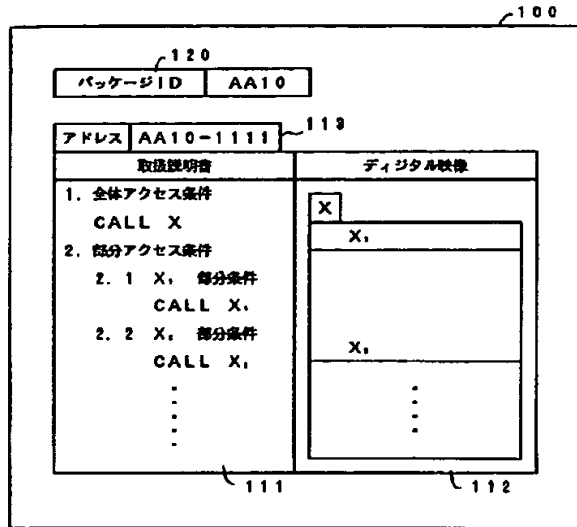 100
120
パッケージID AA10
アドレス AA10-1111 113
取扱説明書 ディジタル映像
1. 全体アクセス条件
CALL X
X
X₁
2. 部分アクセス条件
2. 1 X₁ 部分条件
CALL X₁
2. 2 X₂ 部分条件
X₂
CALL X₂
111
112